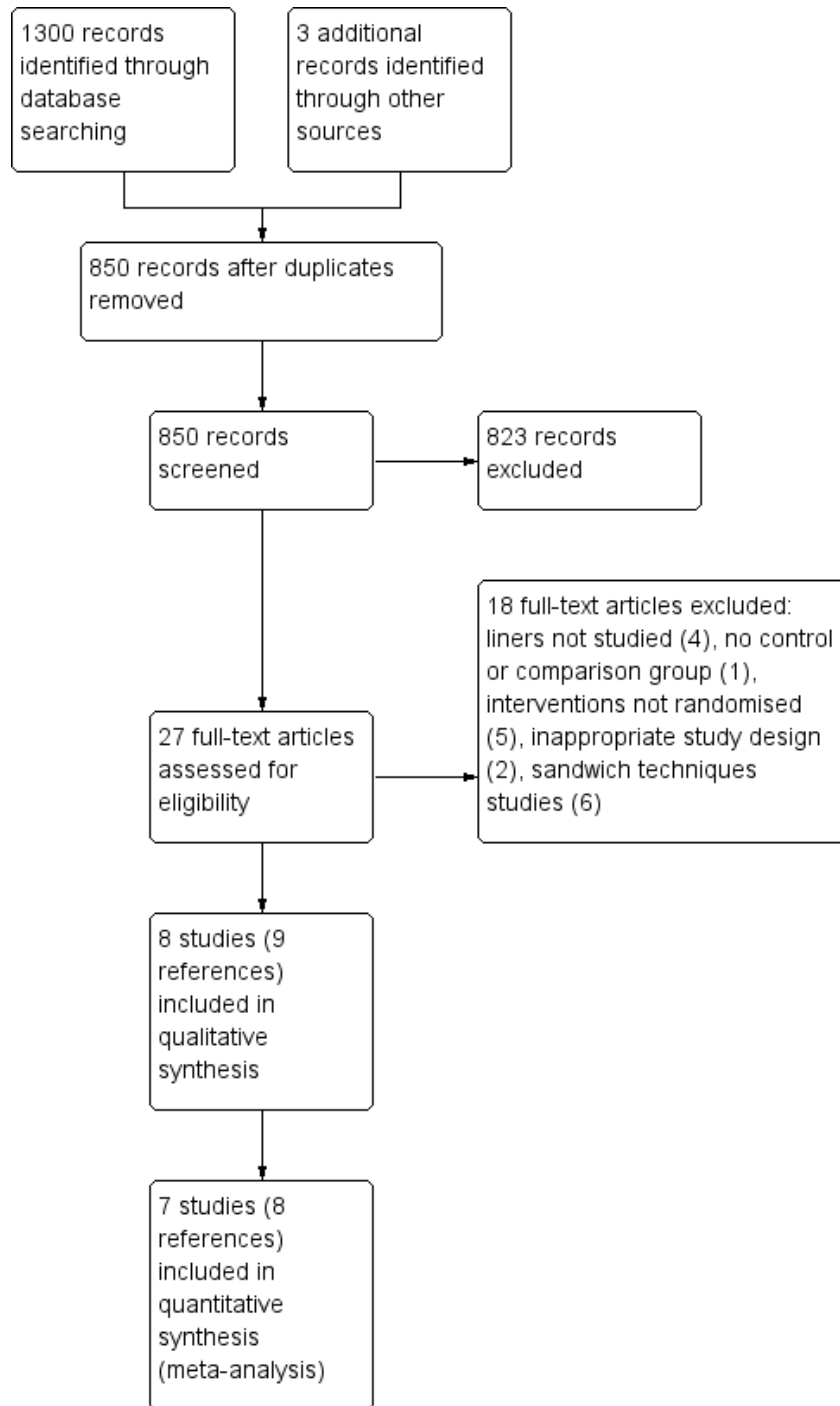 1300 records
identified through
database
searching
3 additional
records identified
through other
sources
850 records after duplicates
removed
850 records
screened
823 records
excluded
27 full-text articles
assessed for
eligibility
18 full-text articles excluded:
liners not studied (4), no control
or comparison group (1),
interventions not randomised
(5), inappropriate study design
(2), sandwich techniques
studies (6)
8 studies (9
references)
included in
qualitative
synthesis
7 studies (8
references)
included in
quantitative
synthesis
(meta-analysis)